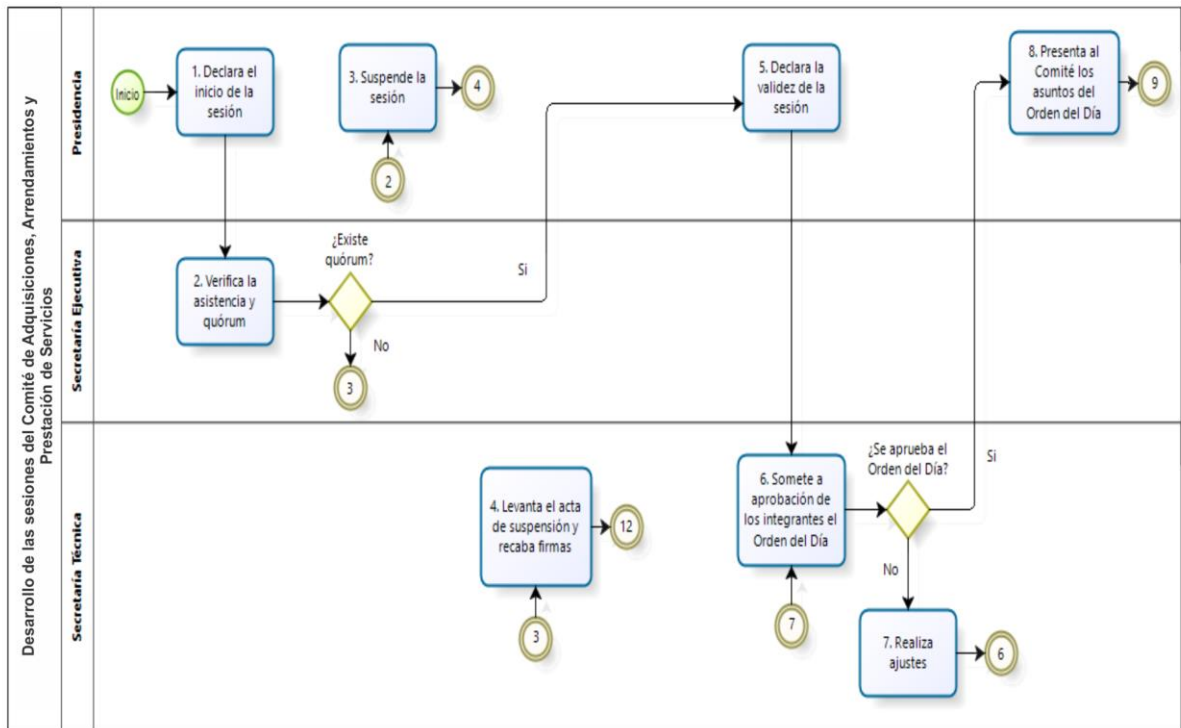 Desarrollo de las sesiones del Comité de Adquisiciones, Arrendamientos y
Prestación de Servicios
Presidencia
Inicio
1. Declara el
inicio de la
sesión
3. Suspende la
sesión
4
2
5. Declara la
validez de la
sesión
8. Presenta al
Comité los
asuntos del
Orden del Día
9
Secretaría Ejecutiva
2. Verifica la
asistencia y
quórum
¿Existe
quórum?
Si
No
3
Secretaría Técnica
4. Levanta el acta
de suspensión y
recaba firmas
12
3
6. Somete a
aprobación de
los integrantes el
Orden del Día
7
¿Se aprueba el
Orden del Día?
Si
No
7. Realiza
ajustes
6